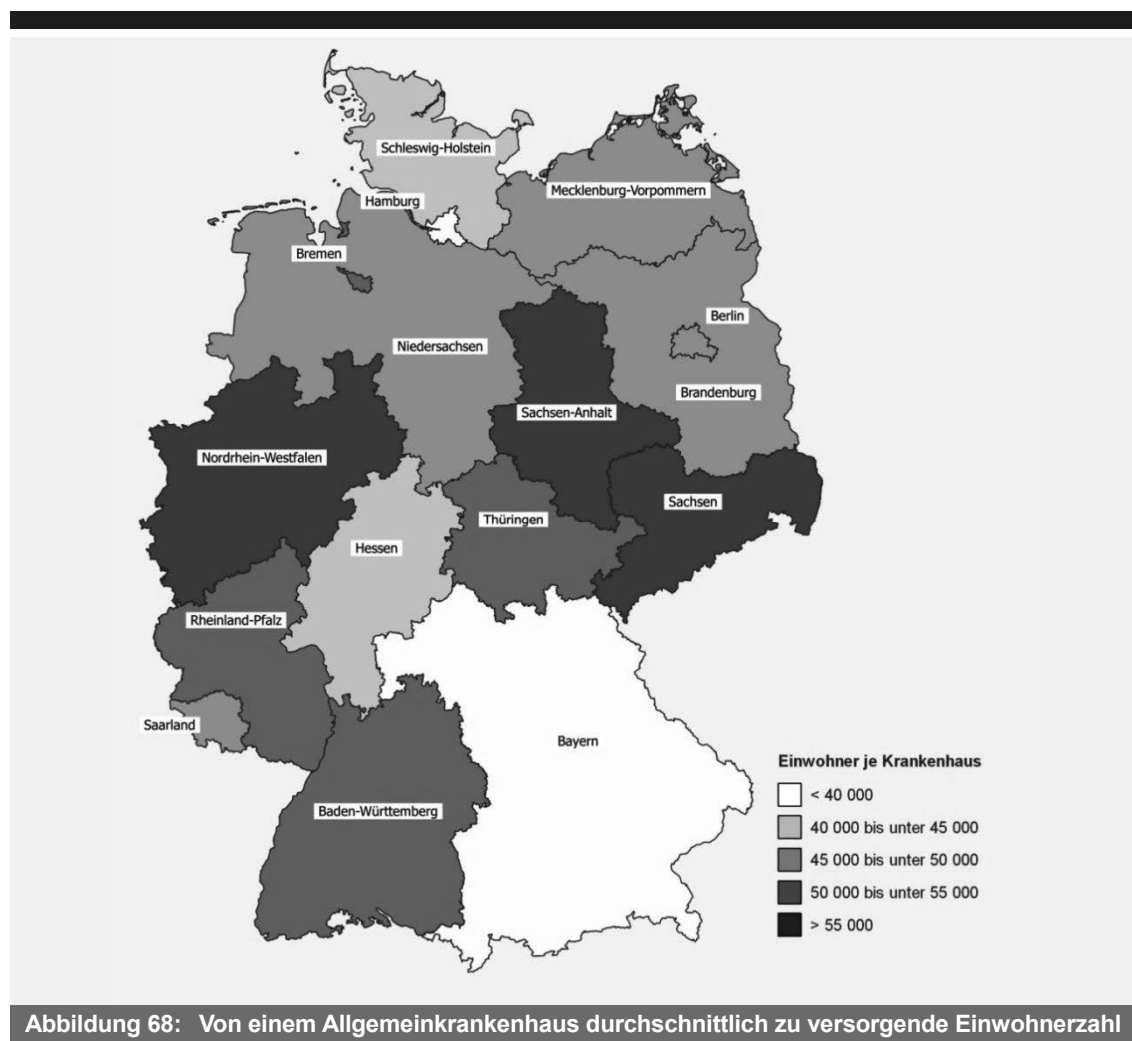 Schleswig-Holstein
Mecklenburg-Vorpommern
Hamburg
Bremen
Berlin
Niedersachsen
Brandenburg
Sachsen-Anhalt
Nordrhein-Westfalen
Sachsen
Thüringen
Hessen
Rheinland-Pfalz
Saarland
Bayern
Baden-Württemberg
Einwohner je Krankenhaus
< 40 000
40 000 bis unter 45 000
45 000 bis unter 50 000
50 000 bis unter 55 000
> 55 000
Abbildung 68: Von einem Allgemeinkrankenhaus durchschnittlich zu versorgende Einwohnerzahl